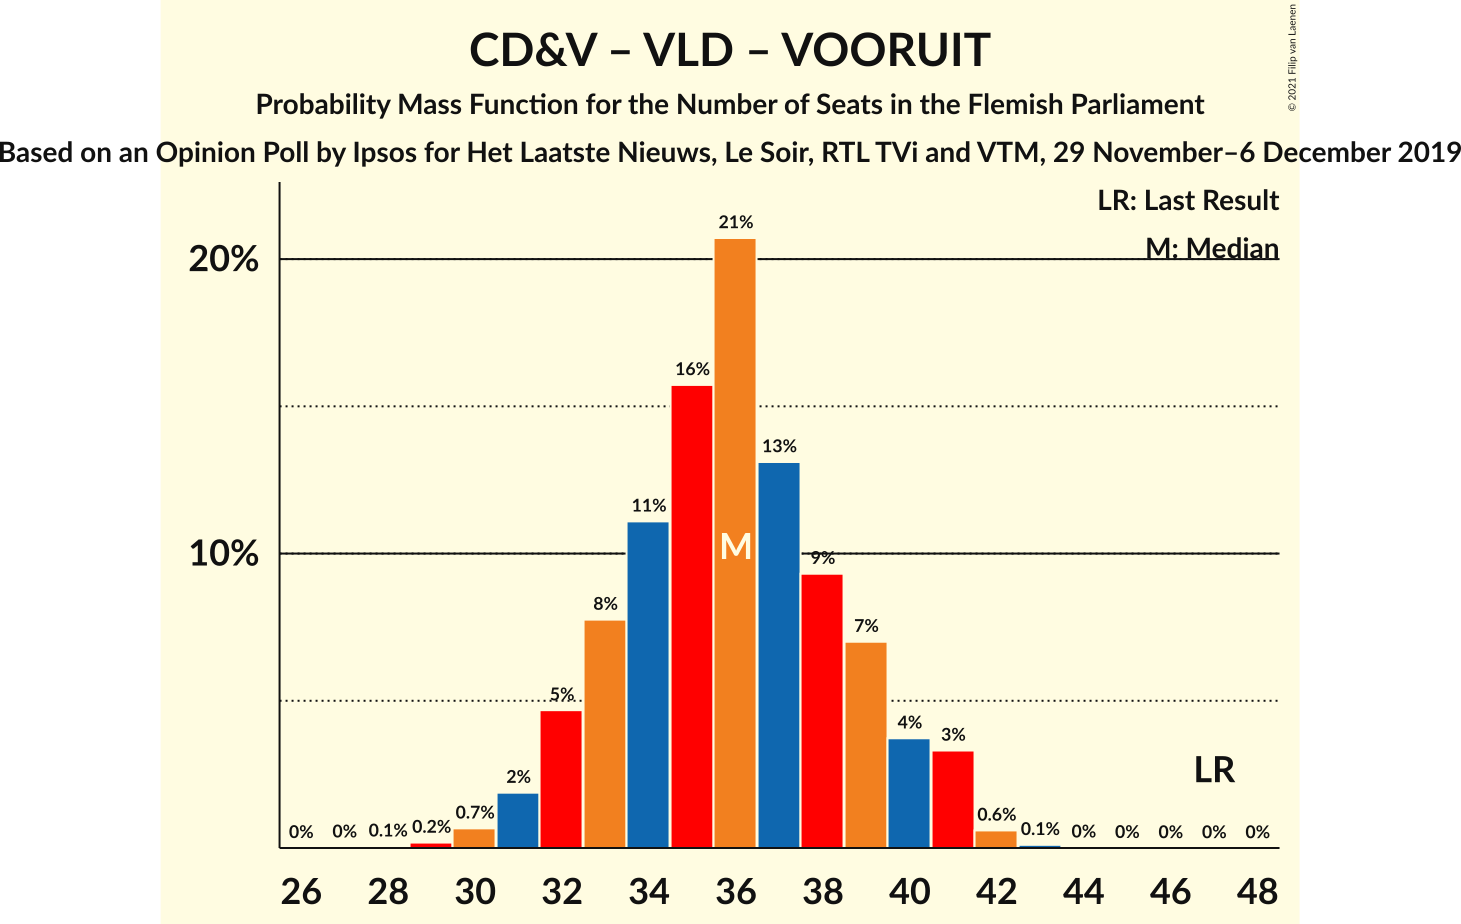 CD&V – VLD – VOORUIT
Probability Mass Function for the Number of Seats in the Flemish Parliament
Based on an Opinion Poll by Ipsos for Het Laatste Nieuws, Le Soir, RTL TVi and VTM, 29 November–6 December 2019
© 2021 Filip van Laenen
LR: Last Result
M: Median
20%
10%
0% 0% 0.1% 0.2% 0.7% 2% 5% 8% 11% 16% 21% 13% 9% 7% 4% 3% 0.6% 0.1% 0% 0% 0% 0% 0%
M
LR
26 28 30 32 34 36 38 40 42 44 46 48